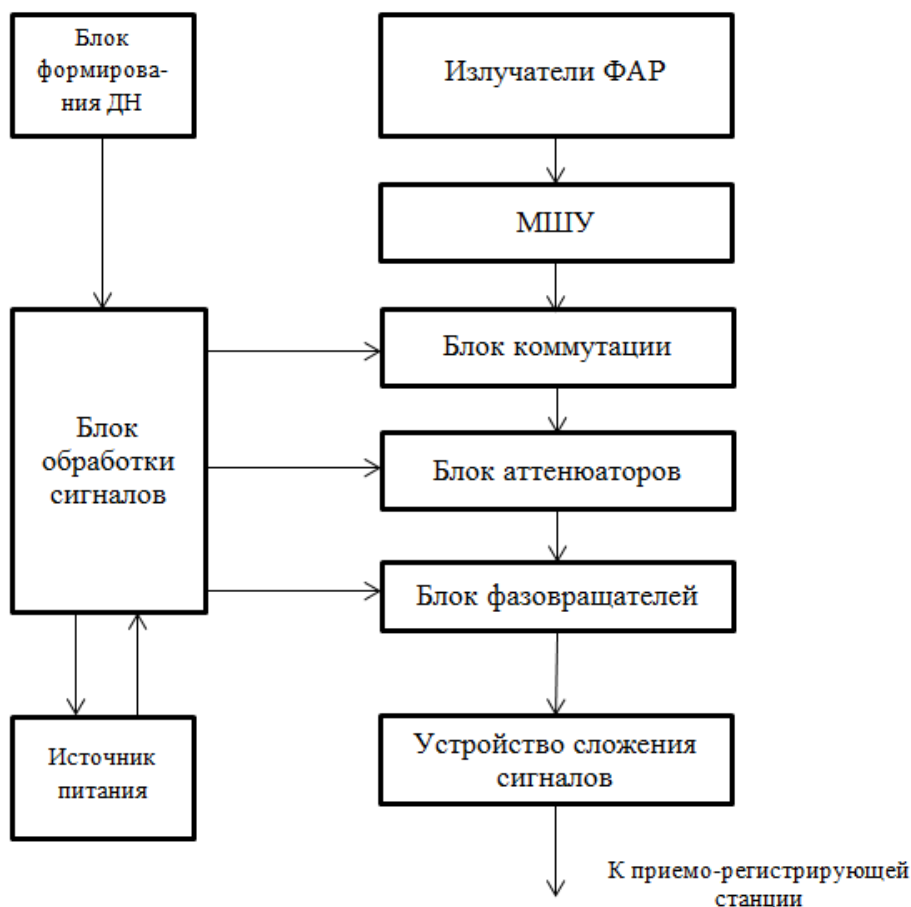 Блок
формирова-
ния ДН
Излучатели ФАР
МШУ
Блок коммутации
Блок
обработки
сигналов
Блок аттенюаторов
Блок фазовращателей
Источник
питания
Устройство сложения
сигналов
К приемо-регистрирующей
станции